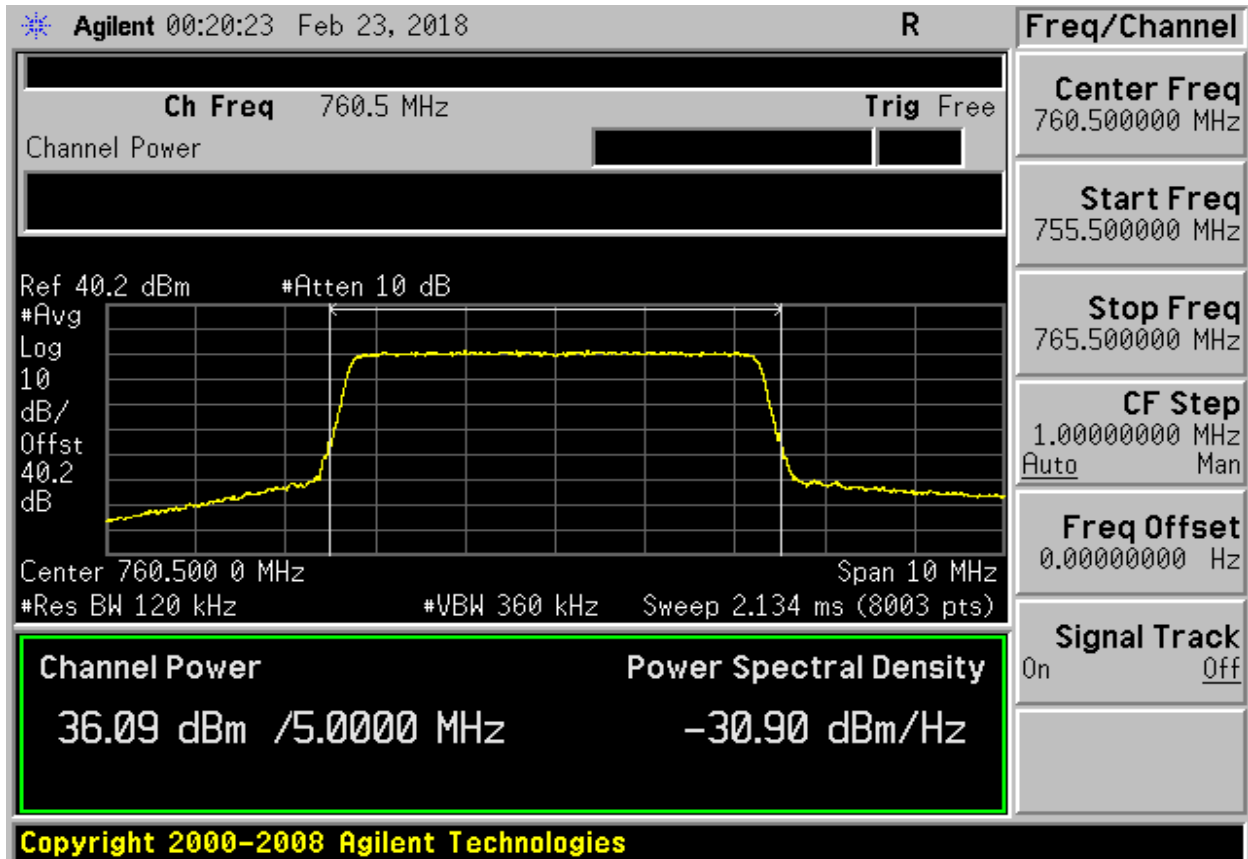 Agilent 00:20:23 Feb 23, 2018 R
Ch Freq 760.5 MHz Trig Free
Channel Power
Ref 40.2 dBm #Atten 10 dB
#Avg
Log
10
dB/
Offst
40.2
dB
Center 760.500 0 MHz Span 10 MHz
#Res BW 120 kHz #VBW 360 kHz Sweep 2.134 ms (8003 pts)
Channel Power Power Spectral Density
36.09 dBm /5.0000 MHz -30.90 dBm/Hz
Copyright 2000-2008 Agilent Technologies
Freq/Channel
Center Freq
760.500000 MHz
Start Freq
755.500000 MHz
Stop Freq
765.500000 MHz
CF Step
1.00000000 MHz
Auto Man
Freq Offset
0.00000000 Hz
Signal Track
On Off